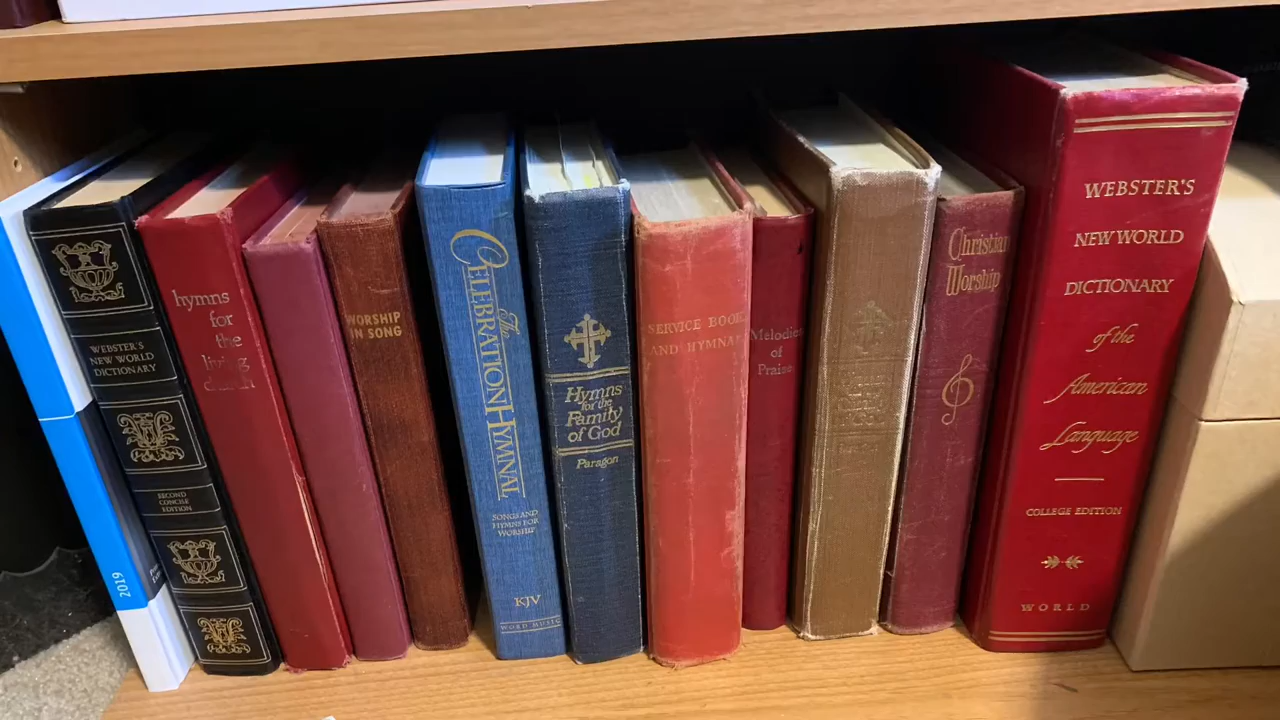 2019
WEBSTER'S
NEW WORLD
DICTIONARY
SECOND
CONCISE
EDITION
hymns
for
the
living
church
WORSHIP
IN SONG
The
CELEBRATION HYMNAL
SONGS AND
HYMNS FOR
WORSHIP
KJV
WORD MUSIC
Hymns
for the
Family
of God
Paragon
SERVICE BOOK
AND HYMNAL
Melodies
of
Praise
Christian
Worship
WEBSTER'S
NEW WORLD
DICTIONARY
of the
American
Language
COLLEGE EDITION
WORLD